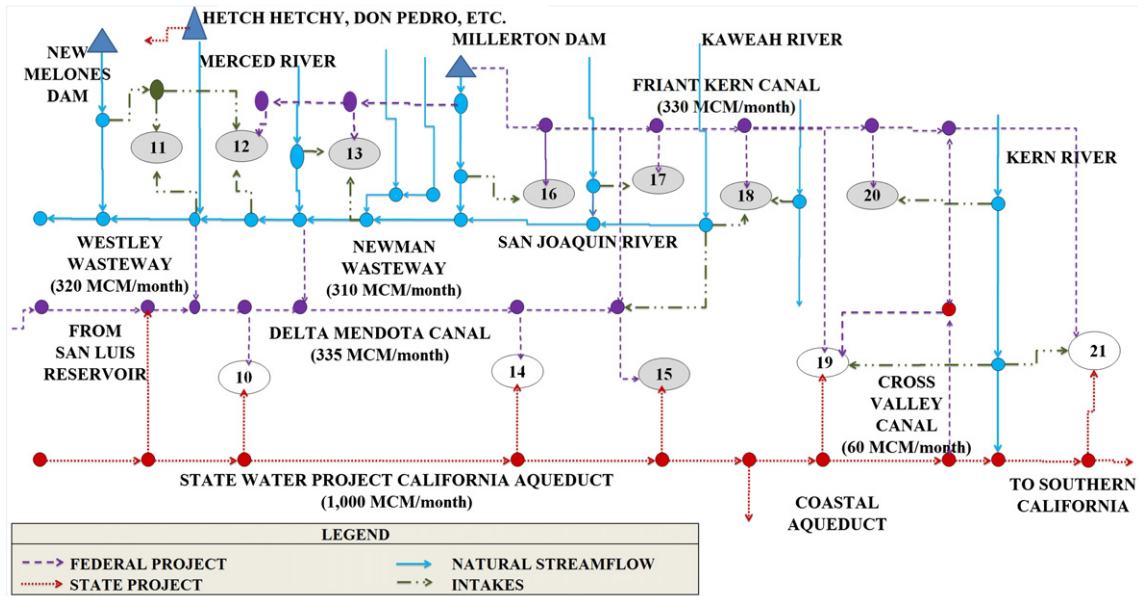 HETCH HETCHY, DON PEDRO, ETC.
NEW
MELONES
DAM
MERCED RIVER
MILLERTON DAM
KAWEAH RIVER
FRIANT KERN CANAL
(330 MCM/month)
KERN RIVER
11
12
13
16
17
18
20
WESTLEY
WASTEWAY
(320 MCM/month)
NEWMAN
WASTEWAY
(310 MCM/month)
SAN JOAQUIN RIVER
FROM
SAN LUIS
RESERVOIR
DELTA MENDOTA CANAL
(335 MCM/month)
10
14
15
19
21
CROSS
VALLEY
CANAL
(60 MCM/month)
STATE WATER PROJECT CALIFORNIA AQUEDUCT
(1,000 MCM/month)
COASTAL
AQUEDUCT
TO SOUTHERN
CALIFORNIA
LEGEND
FEDERAL PROJECT
NATURAL STREAMFLOW
STATE PROJECT
INTAKES